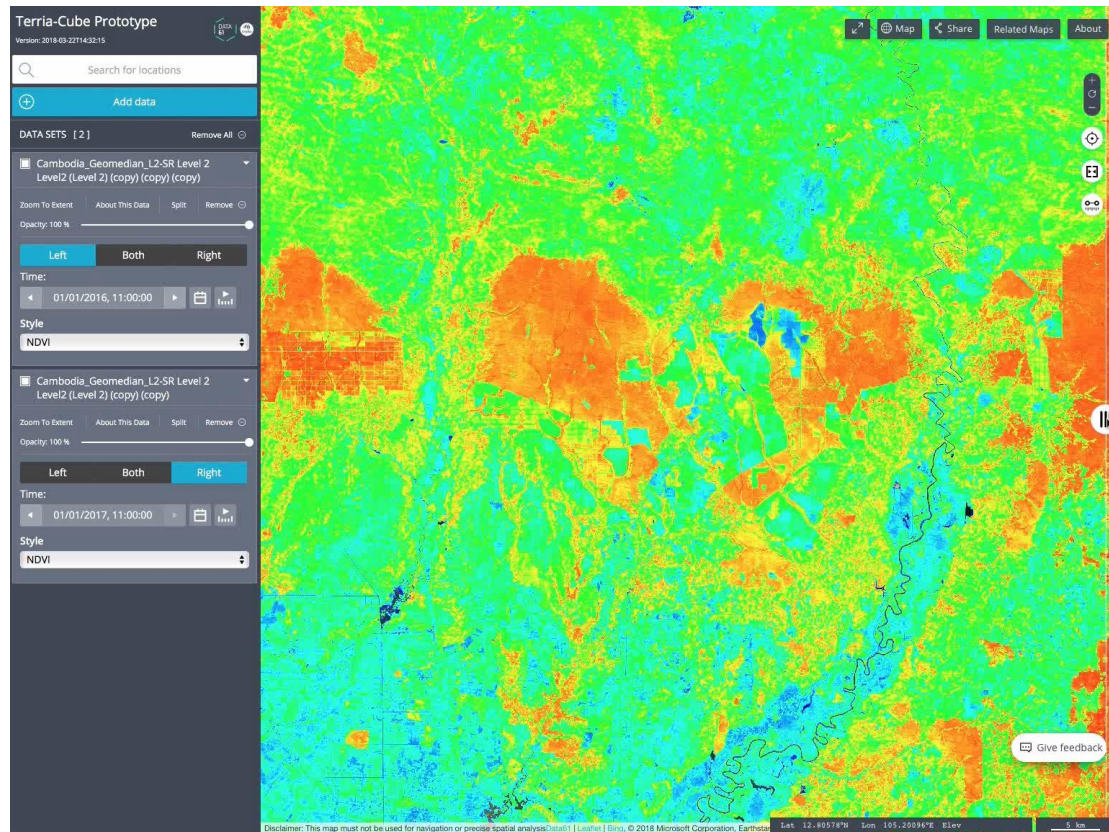 Terria-Cube Prototype
Version: 2018-03-22T14:32:15
DATA
61
Search for locations
Add data
DATA SETS [ 2 ]
Remove All
Cambodia_Geomedian_L2-SR Level 2
Level2 (Level 2) (copy) (copy) (copy)
Zoom To Extent
About This Data
Split
Remove
Opacity: 100 %
Left
Both
Right
Time:
01/01/2016, 11:00:00
Style
NDVI
Cambodia_Geomedian_L2-SR Level 2
Level2 (Level 2) (copy) (copy)
Zoom To Extent
About This Data
Split
Remove
Opacity: 100 %
Left
Both
Right
Time:
01/01/2017, 11:00:00
Style
NDVI
Map
Share
Related Maps
About
Give feedback
Disclaimer: This map must not be used for navigation or precise spatial analysis Data61 | Leaflet | Bing, © 2018 Microsoft Corporation, Earthstar
Lat 12.80578°N Lon 105.20096°E Elev
5 km